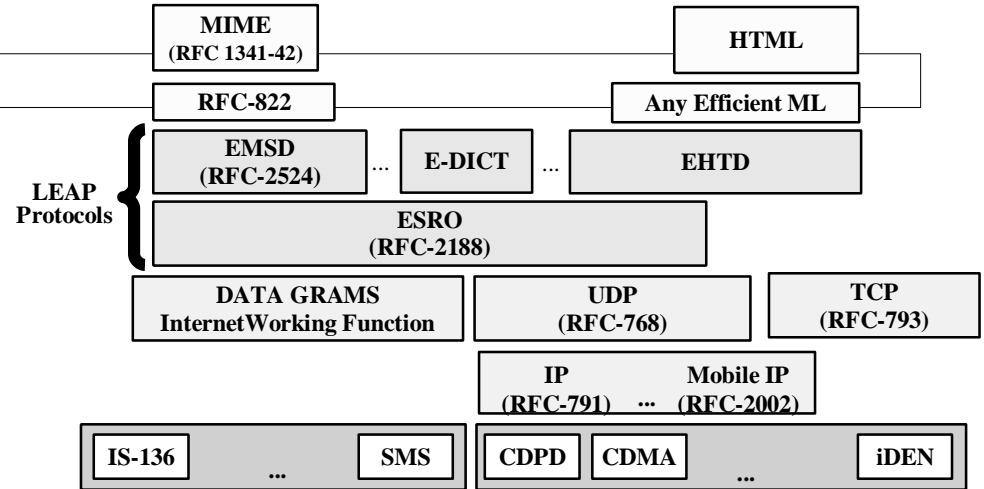 MIME
(RFC 1341-42)
HTML
RFC-822
Any Efficient ML
EMSD
(RFC-2524)
...
E-DICT
...
EHTD
LEAP
Protocols
ESRO
(RFC-2188)
DATA GRAMS
InternetWorking Function
UDP
(RFC-768)
TCP
(RFC-793)
IP
(RFC-791)
...
Mobile IP
(RFC-2002)
IS-136
...
SMS
CDPD
CDMA
...
iDEN